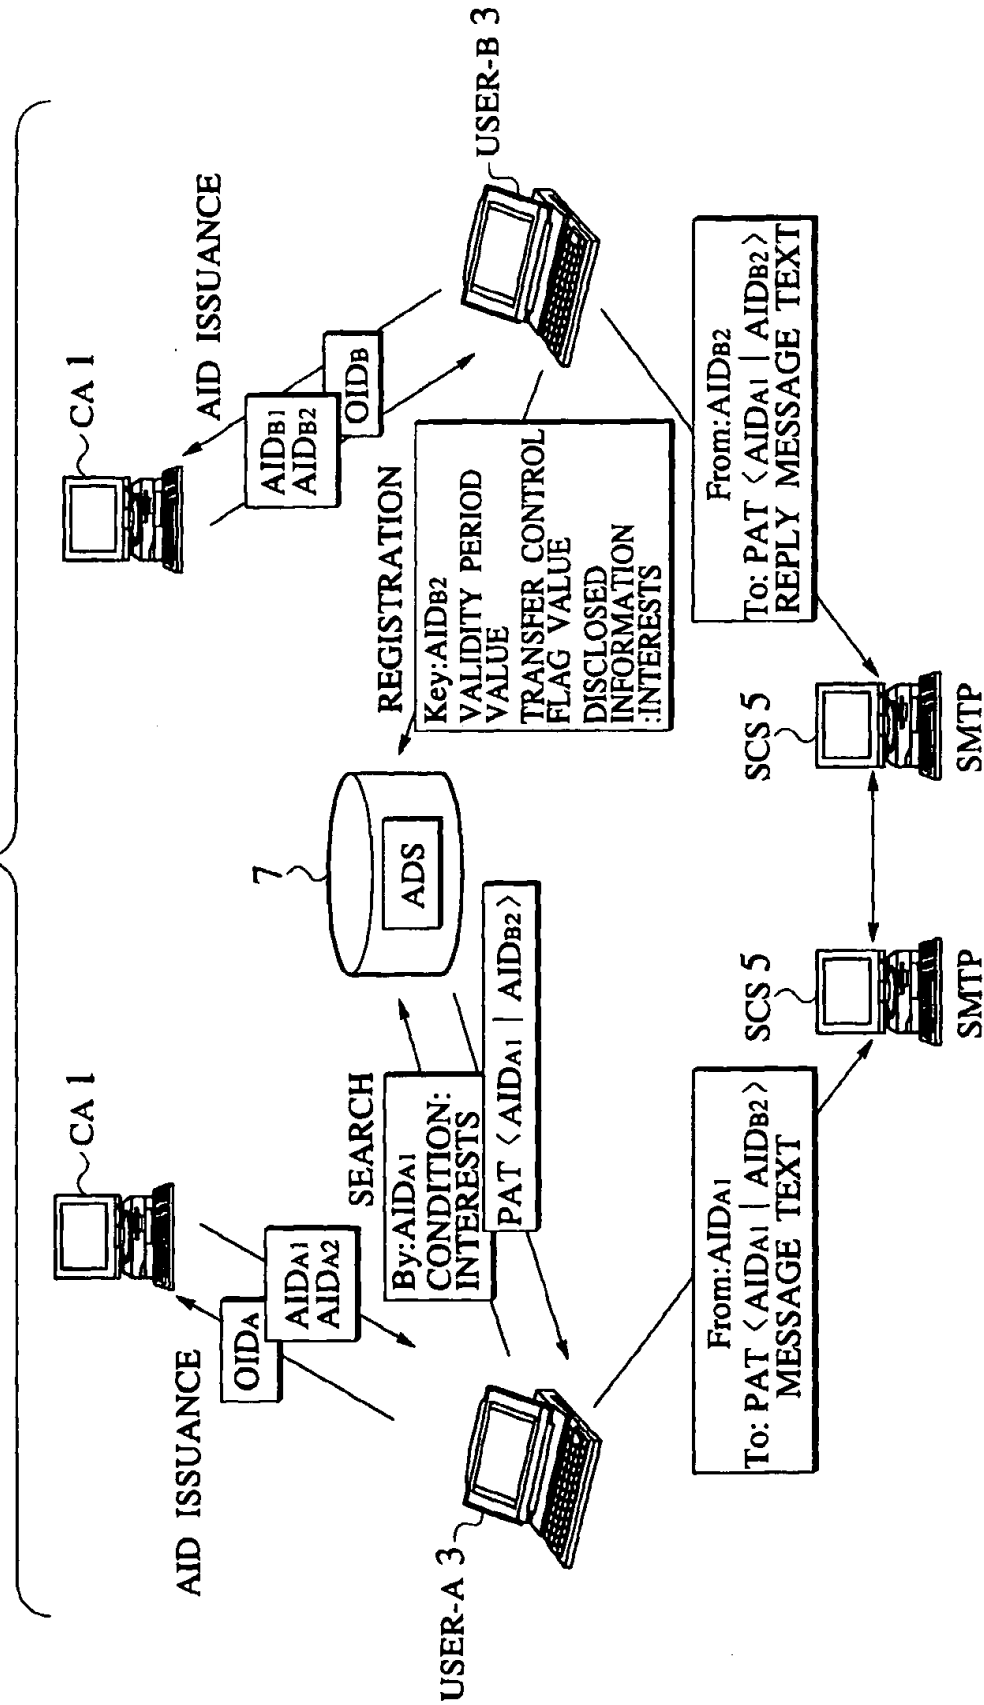 CA 1
CA 1
AID ISSUANCE
AID ISSUANCE
OIDA
AIDA1
AIDA2
AIDB1
AIDB2
OIDB
SEARCH
By:AIDA1
CONDITION:
INTERESTS
PAT <AIDA1 | AIDB2>
7
ADS
REGISTRATION
Key:AIDB2
VALIDITY PERIOD
VALUE
TRANSFER CONTROL
FLAG VALUE
DISCLOSED
INFORMATION
:INTERESTS
USER-A 3
USER-B 3
From:AIDA1
To: PAT <AIDA1 | AIDB2>
MESSAGE TEXT
From:AIDB2
To: PAT <AIDA1 | AIDB2>
REPLY MESSAGE TEXT
SCS 5
SMTP
SCS 5
SMTP